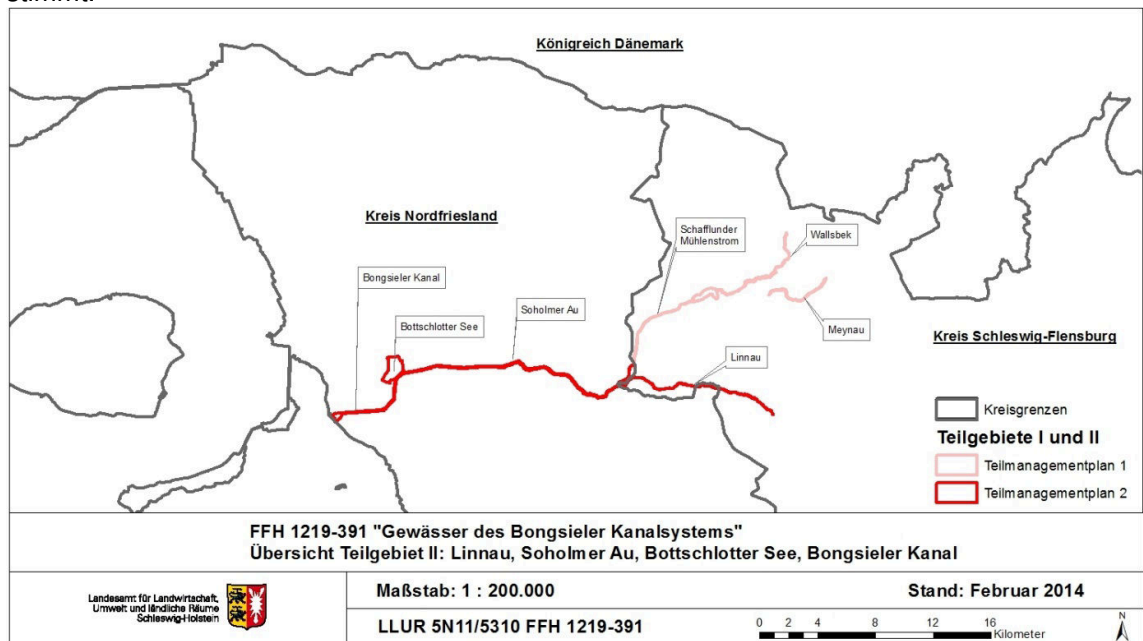 stimmt.
Königreich Dänemark
Kreis Nordfriesland
Schafflunder
Mühlenstrom
Wallsbek
Bongsieler Kanal
Bottschlotter See
Soholmer Au
Meynau
Linnau
Kreis Schleswig-Flensburg
Kreisgrenzen
Teilgebiete I und II
Teilmanagementplan 1
Teilmanagementplan 2
FFH 1219-391 "Gewässer des Bongsieler Kanalsystems"
Übersicht Teilgebiet II: Linnau, Soholmer Au, Bottschlotter See, Bongsieler Kanal
Landesamt für Landwirtschaft,
Umwelt und ländliche Räume
Schleswig-Holstein
Maßstab: 1 : 200.000
Stand: Februar 2014
LLUR 5N11/5310 FFH 1219-391
0 2 4 8 12 16
Kilometer
N